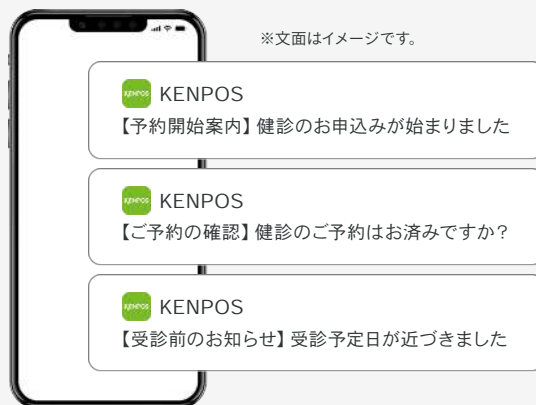 ※文面はイメージです。
KENPOS KENPOS
【予約開始案内】健診のお申込みが始まりました
KENPOS KENPOS
【ご予約の確認】健診のご予約はお済みですか?
KENPOS KENPOS
【受診前のお知らせ】受診予定日が近づきました